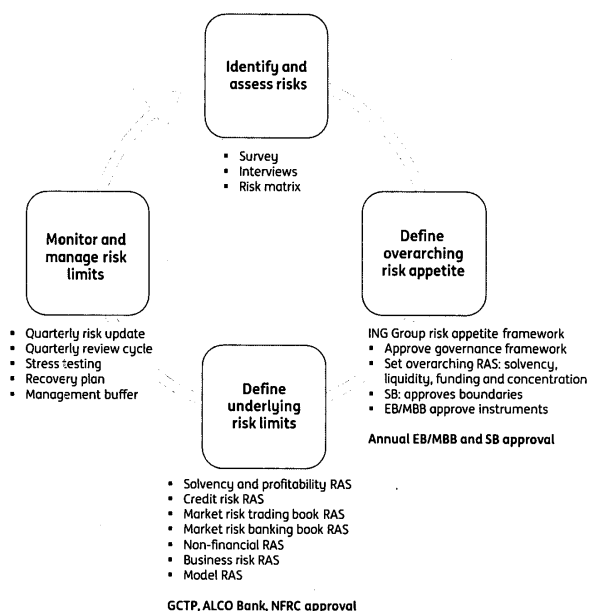 Identify and
assess risks
▪ Survey
▪ Interviews
▪ Risk matrix
Monitor and
manage risk
limits
▪ Quarterly risk update
▪ Quarterly review cycle
▪ Stress testing
▪ Recovery plan
▪ Management buffer
Define
overarching
risk appetite
ING Group risk appetite framework
▪ Approve governance framework
▪ Set overarching RAS: solvency,
liquidity, funding and concentration
▪ SB: approves boundaries
▪ EB/MBB approve instruments
Annual EB/MBB and SB approval
Define
underlying
risk limits
▪ Solvency and profitability RAS
▪ Credit risk RAS
▪ Market risk trading book RAS
▪ Market risk banking book RAS
▪ Non-financial RAS
▪ Business risk RAS
▪ Model RAS
GCTP, ALCO Bank, NFRC approval